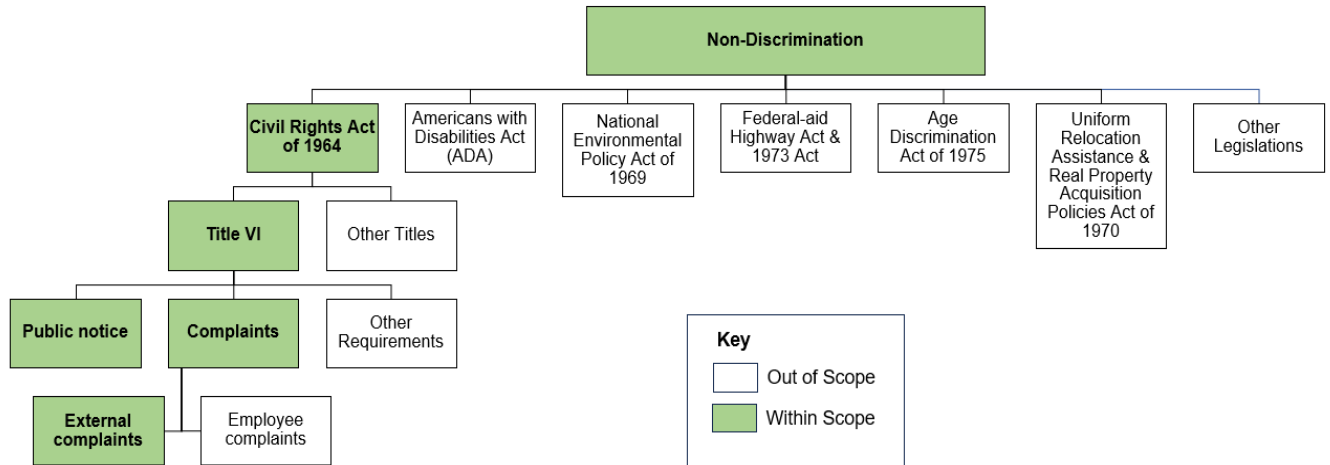 Non-Discrimination
Civil Rights Act
of 1964
Americans with
Disabilities Act
(ADA)
National
Environmental
Policy Act of
1969
Federal-aid
Highway Act &
1973 Act
Age
Discrimination
Act of 1975
Uniform
Relocation
Assistance &
Real Property
Acquisition
Policies Act of
1970
Other
Legislations
Title VI
Other Titles
Public notice
Complaints
Other
Requirements
External
complaints
Employee
complaints
Key
Out of Scope
Within Scope